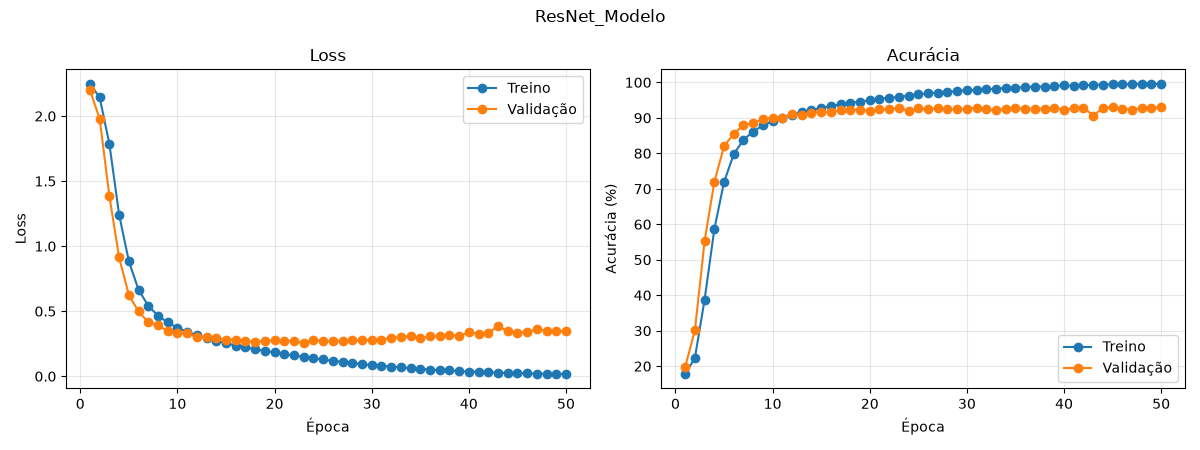 ResNet_Modelo
Loss
Treino
Validação
2.0
1.5
1.0
0.5
0.0
Loss
0 10 20 30 40 50
Época
Acurácia
100
90
80
70
60
50
40
30
20
Acurácia (%)
Treino
Validação
0 10 20 30 40 50
Época